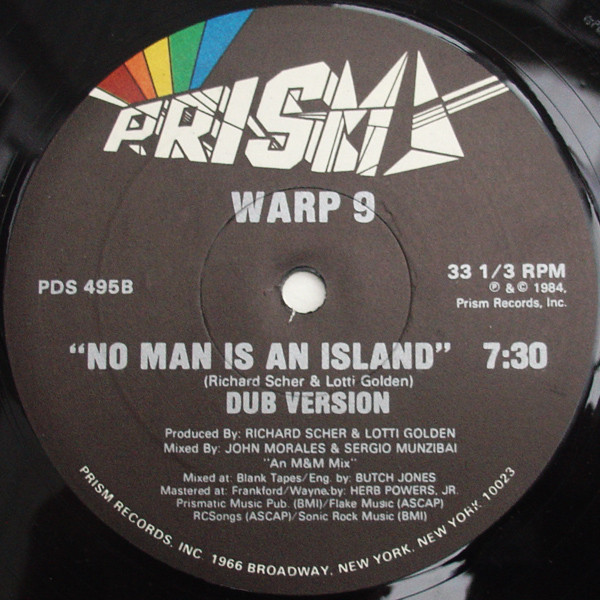 PRISM
WARP 9
PDS 495B
33 1/3 RPM
℗ & © 1984,
Prism Records, Inc.
"NO MAN IS AN ISLAND" 7:30
(Richard Scher & Lotti Golden)
DUB VERSION
Produced By: RICHARD SCHER & LOTTI GOLDEN
Mixed By: JOHN MORALES & SERGIO MUNZIBAI
"An M&M Mix"
Mixed at: Blank Tapes/Eng. by: BUTCH JONES
Mastered at: Frankford/Wayne.by: HERB POWERS, JR.
Prismatic Music Pub. (BMI)/Flake Music (ASCAP)
RCSongs (ASCAP)/Sonic Rock Music (BMI)
PRISM RECORDS, INC. 1966 BROADWAY, NEW YORK, NEW YORK 10023